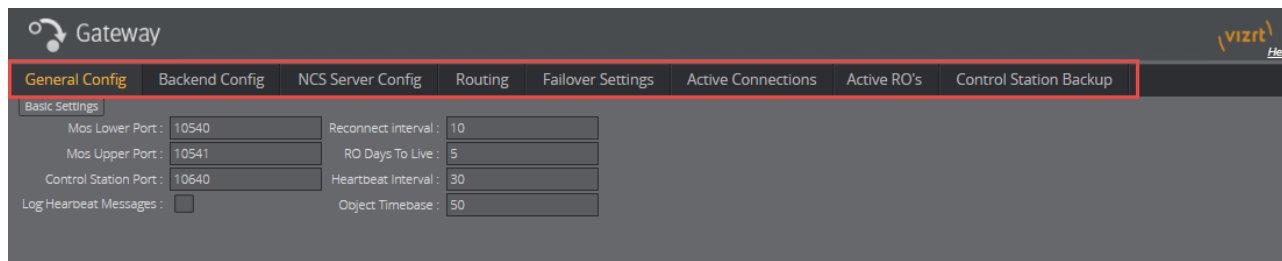 Gateway
vizrt
He
General Config Backend Config NCS Server Config Routing Failover Settings Active Connections Active RO's Control Station Backup
Basic Settings
Mos Lower Port : 10540 Reconnect interval : 10
Mos Upper Port : 10541 RO Days To Live : 5
Control Station Port : 10640 Heartbeat Interval : 30
Log Hearbeat Messages : Object Timebase : 50